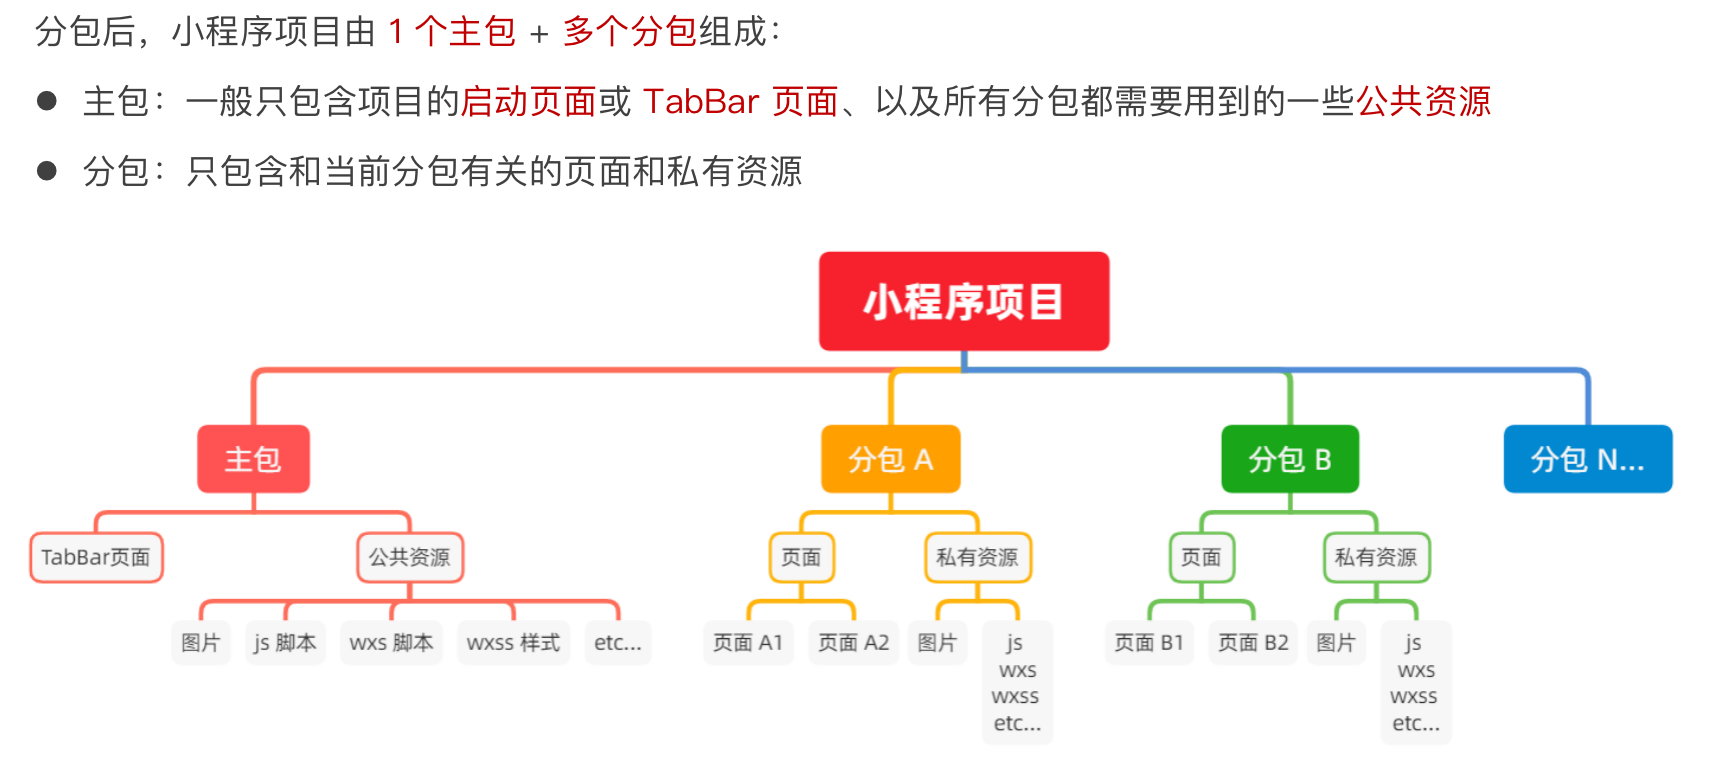 分包后，小程序项目由 1 个主包 + 多个分包组成：
● 主包：一般只包含项目的启动页面或 TabBar 页面、以及所有分包都需要用到的一些公共资源
● 分包：只包含和当前分包有关的页面和私有资源
小程序项目
主包
分包 A
分包 B
分包 N...
TabBar页面
公共资源
页面
私有资源
页面
私有资源
图片
js 脚本
wxs 脚本
wxss 样式
etc...
页面 A1
页面 A2
图片
js
wxs
wxss
etc...
页面 B1
页面 B2
图片
js
wxs
wxss
etc...